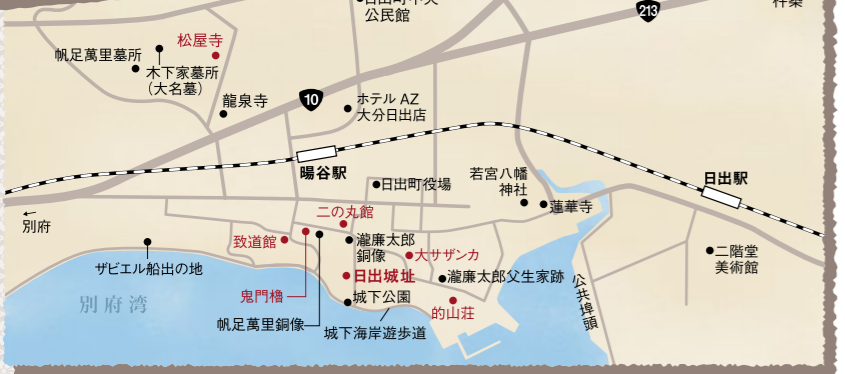 日出町中央
公民館
213
杵築
松屋寺
帆足萬里墓所
木下家墓所
（大名墓）
龍泉寺
10
ホテルAZ
大分日出店
暘谷駅
日出町役場
若宮八幡
神社
蓮華寺
日出駅
←
別府
二の丸館
致道館
瀧廉太郎
銅像
大サザンカ
二階堂
美術館
ザビエル船出の地
日出城址
瀧廉太郎父生家跡
別府湾
鬼門櫓
城下公園
的山荘
公共埠頭
帆足萬里銅像
城下海岸遊歩道